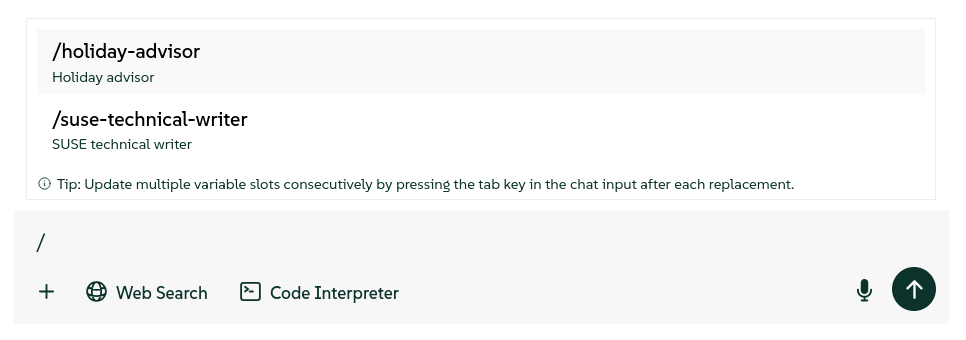 /holiday-advisor
Holiday advisor
/suse-technical-writer
SUSE technical writer
Tip: Update multiple variable slots consecutively by pressing the tab key in the chat input after each replacement.
/
Web Search
Code Interpreter